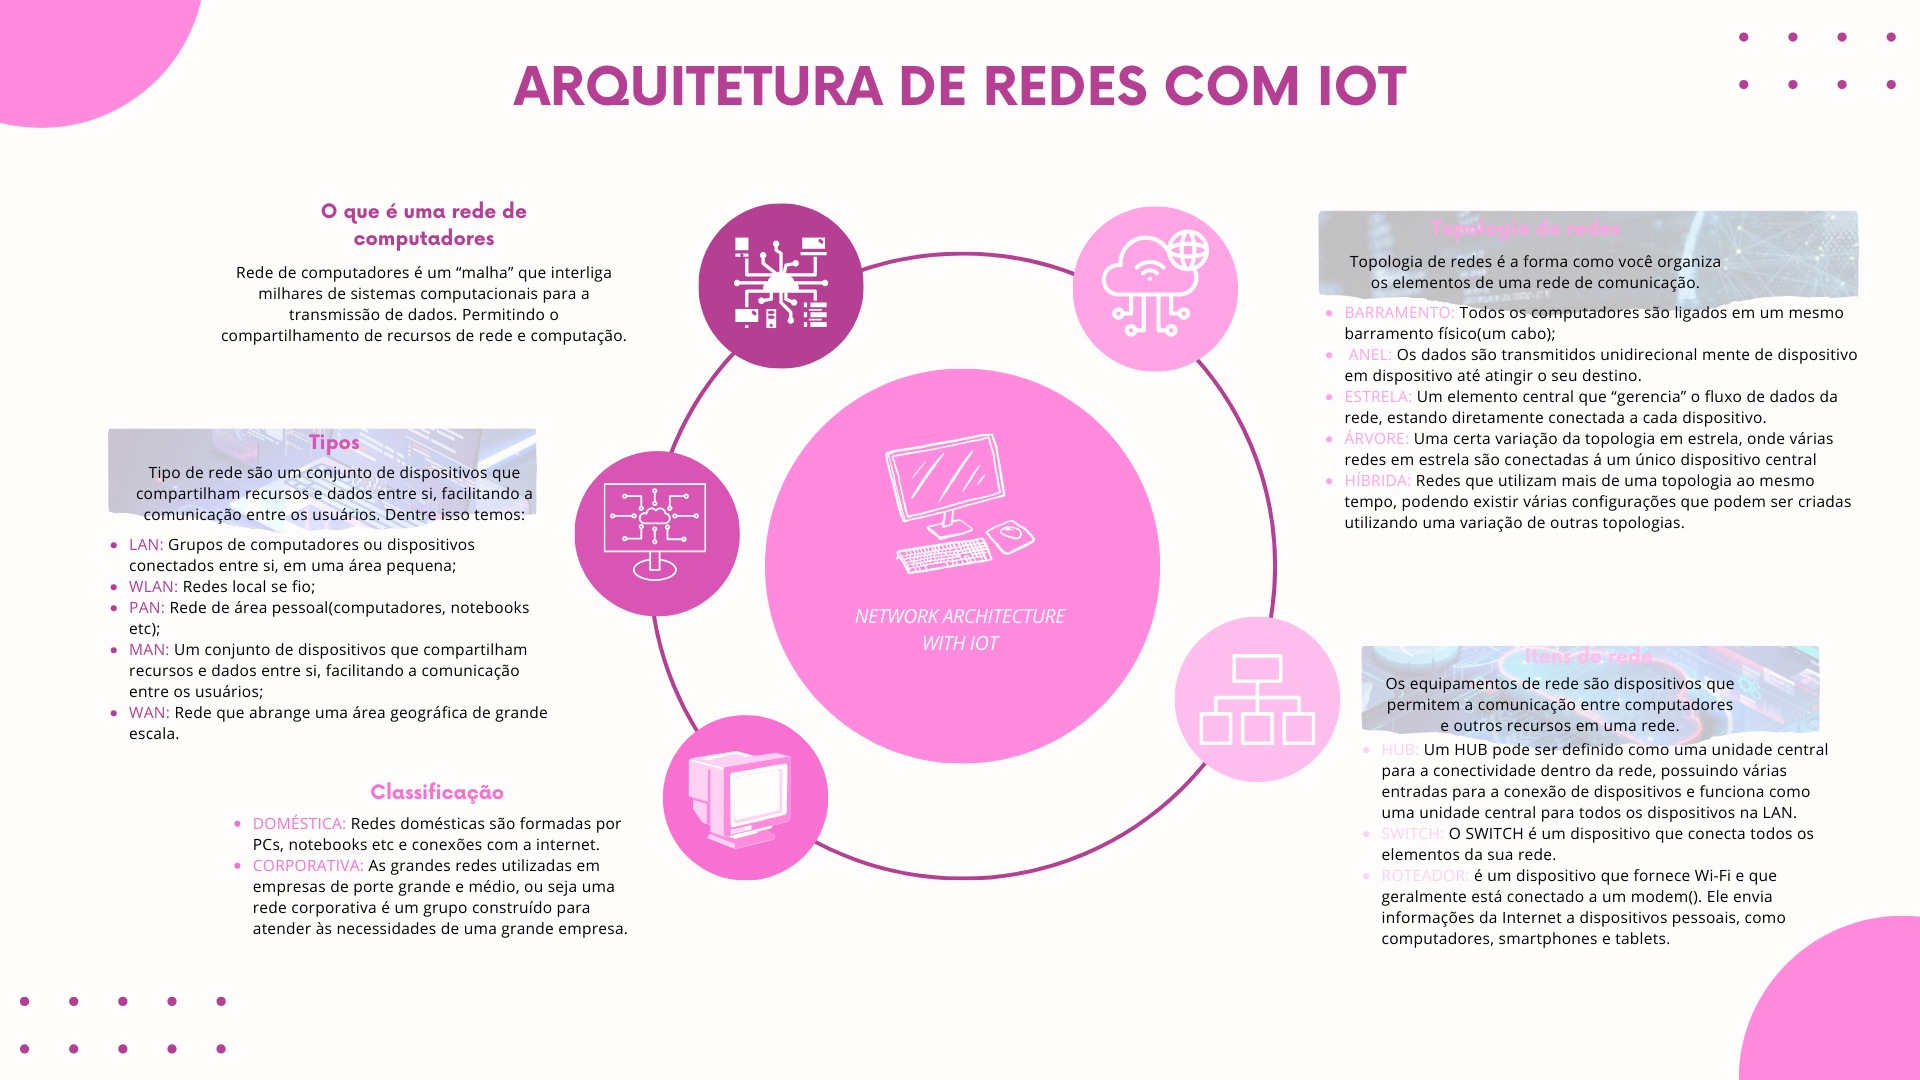 ARQUITETURA DE REDES COM IOT
O que é uma rede de
computadores
Rede de computadores é um “malha” que interliga
milhares de sistemas computacionais para a
transmissão de dados. Permitindo o
compartilhamento de recursos de rede e computação.
Tipos
Tipo de rede são um conjunto de dispositivos que
compartilham recursos e dados entre si, facilitando a
comunicação entre os usuários. Dentre isso temos:
LAN: Grupos de computadores ou dispositivos
conectados entre si, em uma área pequena;
WLAN: Redes local se fio;
PAN: Rede de área pessoal(computadores, notebooks
etc);
MAN: Um conjunto de dispositivos que compartilham
recursos e dados entre si, facilitando a comunicação
entre os usuários;
WAN: Rede que abrange uma área geográfica de grande
escala.
Classificação
DOMÉSTICA: Redes domésticas são formadas por
PCs, notebooks etc e conexões com a internet.
CORPORATIVA: As grandes redes utilizadas em
empresas de porte grande e médio, ou seja uma
rede corporativa é um grupo construído para
atender às necessidades de uma grande empresa.
NETWORK ARCHITECTURE
WITH IOT
Topologia de redes
Topologia de redes é a forma como você organiza
os elementos de uma rede de comunicação.
BARRAMENTO: Todos os computadores são ligados em um mesmo
barramento físico(um cabo);
ANEL: Os dados são transmitidos unidirecional mente de dispositivo
em dispositivo até atingir o seu destino.
ESTRELA: Um elemento central que “gerencia” o fluxo de dados da
rede, estando diretamente conectada a cada dispositivo.
ÁRVORE: Uma certa variação da topologia em estrela, onde várias
redes em estrela são conectadas á um único dispositivo central
HÍBRIDA: Redes que utilizam mais de uma topologia ao mesmo
tempo, podendo existir várias configurações que podem ser criadas
utilizando uma variação de outras topologias.
Itens de rede
Os equipamentos de rede são dispositivos que
permitem a comunicação entre computadores
e outros recursos em uma rede.
HUB: Um HUB pode ser definido como uma unidade central
para a conectividade dentro da rede, possuindo várias
entradas para a conexão de dispositivos e funciona como
uma unidade central para todos os dispositivos na LAN.
SWITCH: O SWITCH é um dispositivo que conecta todos os
elementos da sua rede.
ROTEADOR: é um dispositivo que fornece Wi-Fi e que
geralmente está conectado a um modem(). Ele envia
informações da Internet a dispositivos pessoais, como
computadores, smartphones e tablets.